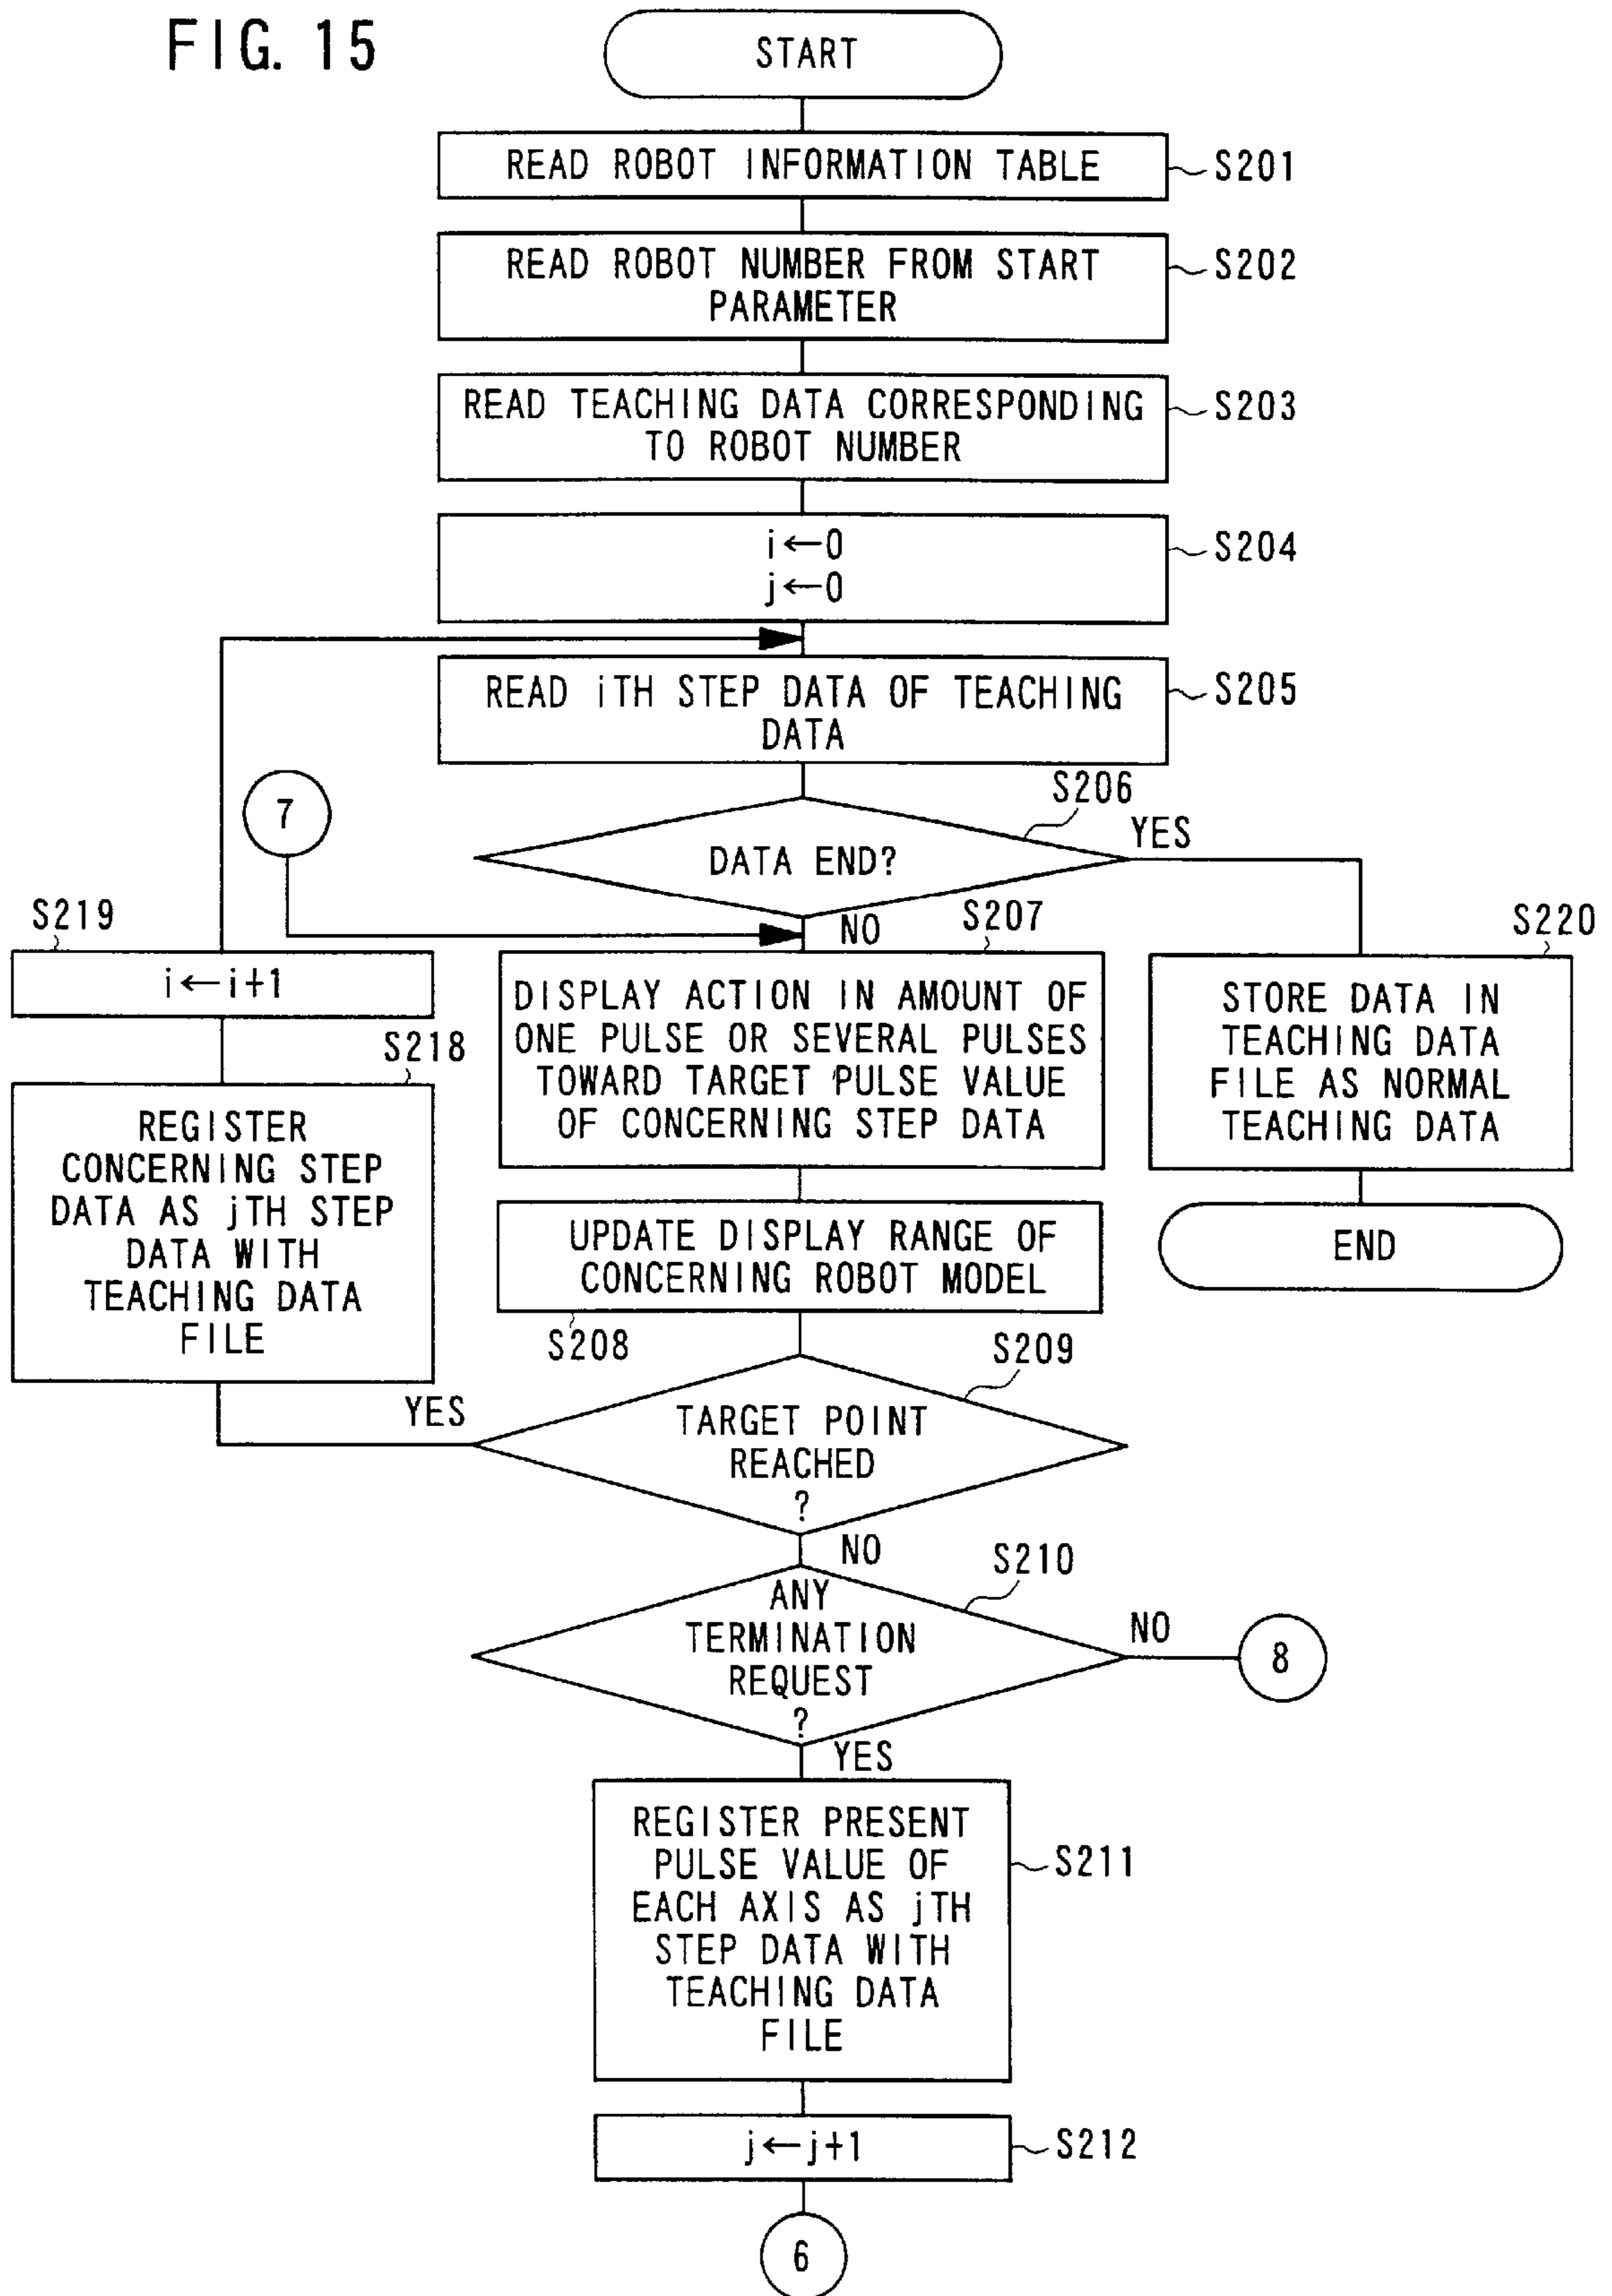 FIG. 15
START
READ ROBOT INFORMATION TABLE
S201
READ ROBOT NUMBER FROM START
PARAMETER
S202
READ TEACHING DATA CORRESPONDING
TO ROBOT NUMBER
S203
i←0
j←0
S204
READ iTH STEP DATA OF TEACHING
DATA
S205
7
S206
DATA END?
YES
NO
S219
i←i+1
S207
DISPLAY ACTION IN AMOUNT OF
ONE PULSE OR SEVERAL PULSES
TOWARD TARGET PULSE VALUE
OF CONCERNING STEP DATA
S220
STORE DATA IN
TEACHING DATA
FILE AS NORMAL
TEACHING DATA
END
S218
REGISTER
CONCERNING STEP
DATA AS jTH STEP
DATA WITH
TEACHING DATA
FILE
UPDATE DISPLAY RANGE OF
CONCERNING ROBOT MODEL
S208
S209
TARGET POINT
REACHED
?
YES
NO
S210
ANY
TERMINATION
REQUEST
?
NO
8
YES
REGISTER PRESENT
PULSE VALUE OF
EACH AXIS AS jTH
STEP DATA WITH
TEACHING DATA
FILE
S211
j←j+1
S212
6